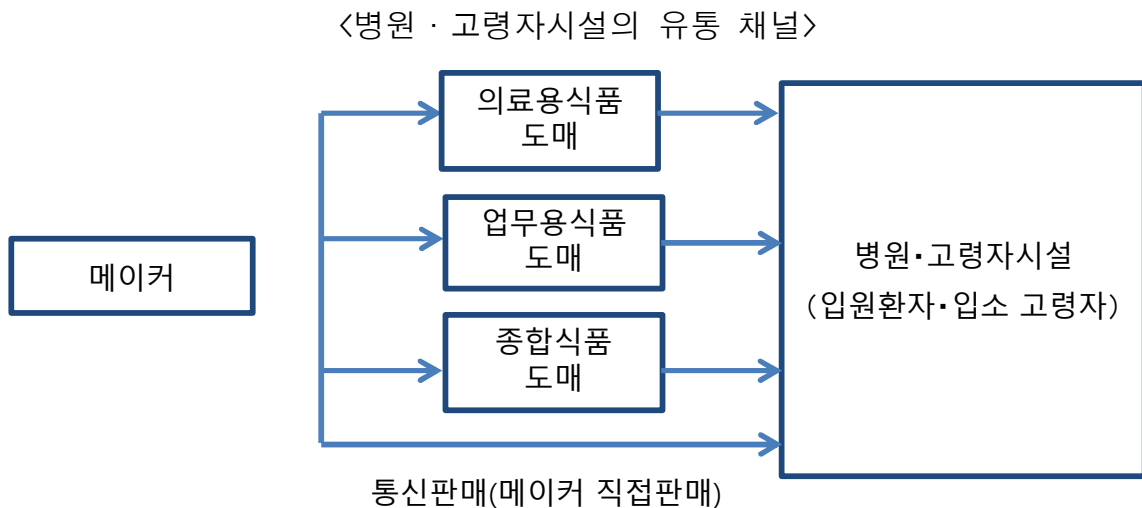 <병원 · 고령자시설의 유통 채널>
의료용식품
도매
업무용식품
도매
메이커
병원·고령자시설
(입원환자·입소 고령자)
종합식품
도매
통신판매(메이커 직접판매)